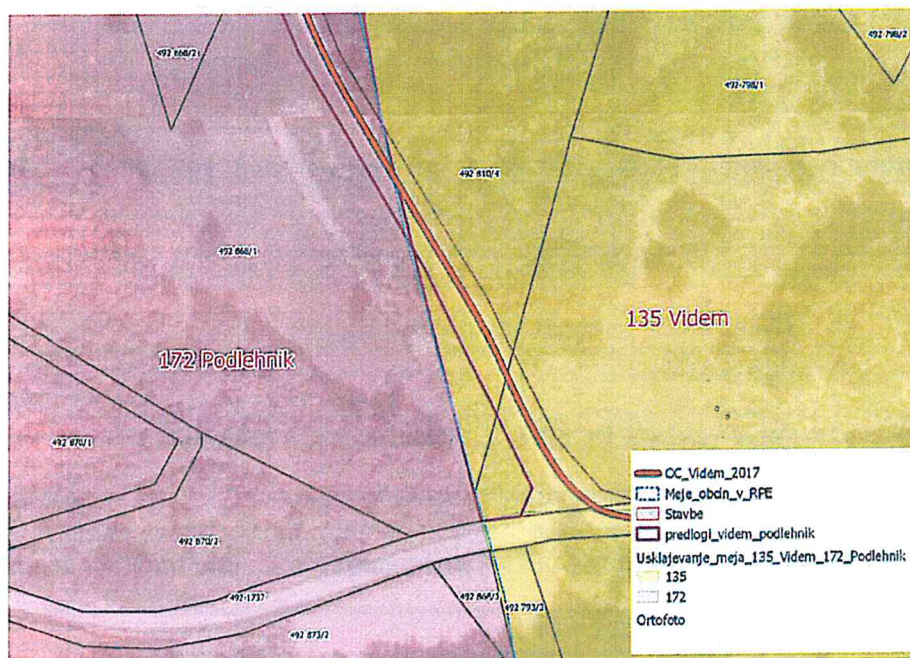 492 868/2
492 798/2
492 798/1
492 810/4
492 868/1
135 Videm
172 Podlehnik
492 870/1
492 870/2
492 1737
492 868/3
492 793/2
492 873/2
OC_Videm_2017
Meje_obcin_v_RPE
Stavbe
predlogi_videm_podlehnik
Usklajevanje_meja_135_Videm_172_Podlehnik
135
172
Ortofoto